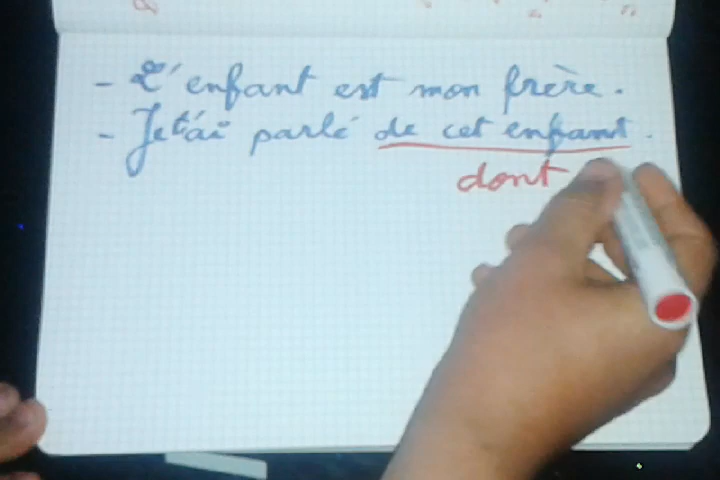 - L'enfant est mon frère.
- Je t'ai parlé de cet enfant.
dont